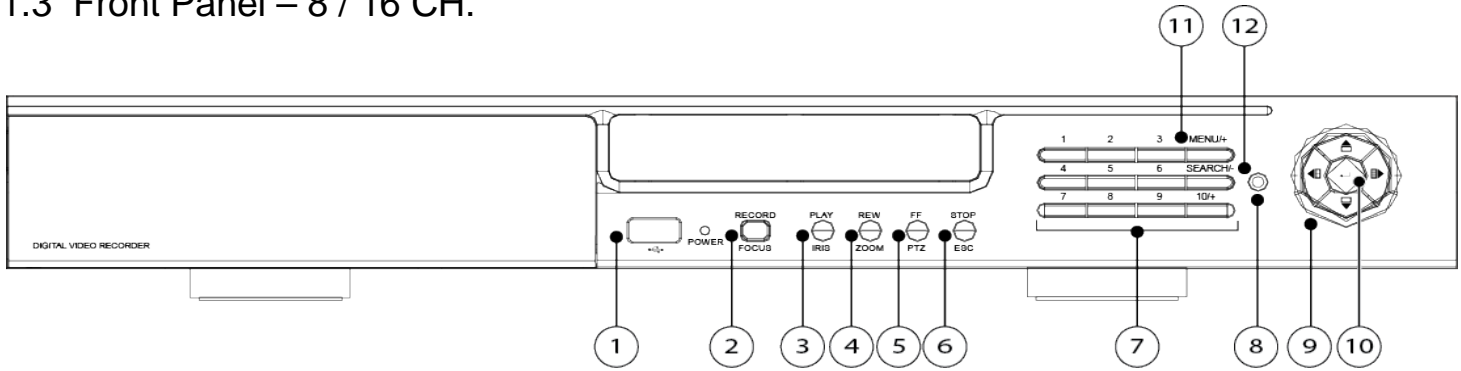 1.3 Front Panel – 8 / 16 CH.
11 12
1 2 3 MENU/+
4 5 6 SEARCH/-
7 8 9 10/+
RECORD PLAY REW FF STOP
POWER
FOCUS IRIS ZOOM PTZ ESC
DIGITAL VIDEO RECORDER
1 2 3 4 5 6 7 8 9 10